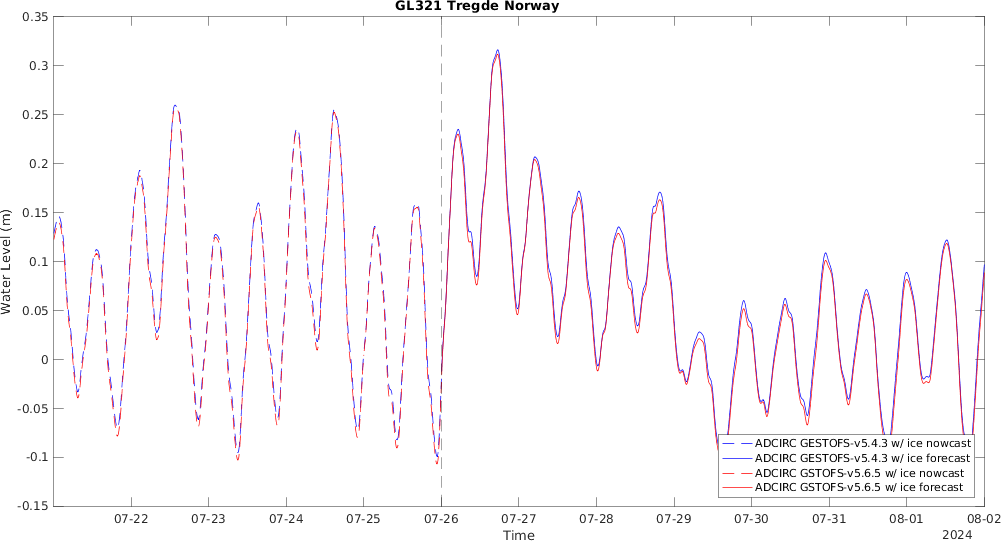 GL321 Tregde Norway
0.35
0.3
0.25
0.2
0.15
0.1
0.05
0
-0.05
-0.1
-0.15
Water Level (m)
ADCIRC GESTOFS-v5.4.3 w/ ice nowcast
ADCIRC GESTOFS-v5.4.3 w/ ice forecast
ADCIRC GSTOFS-v5.6.5 w/ ice nowcast
ADCIRC GSTOFS-v5.6.5 w/ ice forecast
07-22 07-23 07-24 07-25 07-26 07-27 07-28 07-29 07-30 07-31 08-01 08-02
Time
2024